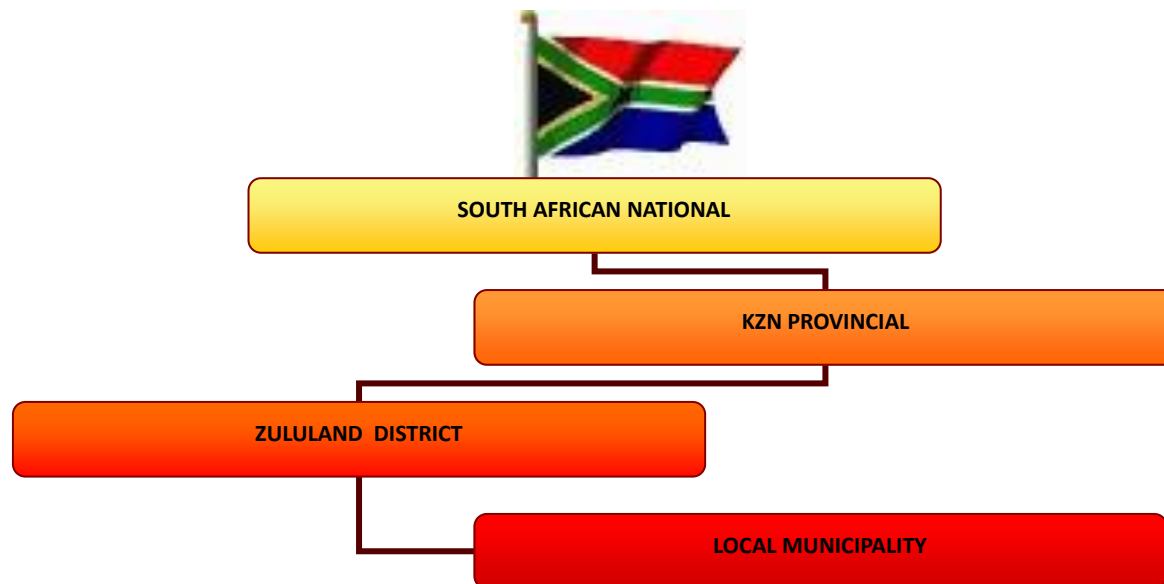 SOUTH AFRICAN NATIONAL
KZN PROVINCIAL
ZULULAND  DISTRICT
LOCAL MUNICIPALITY